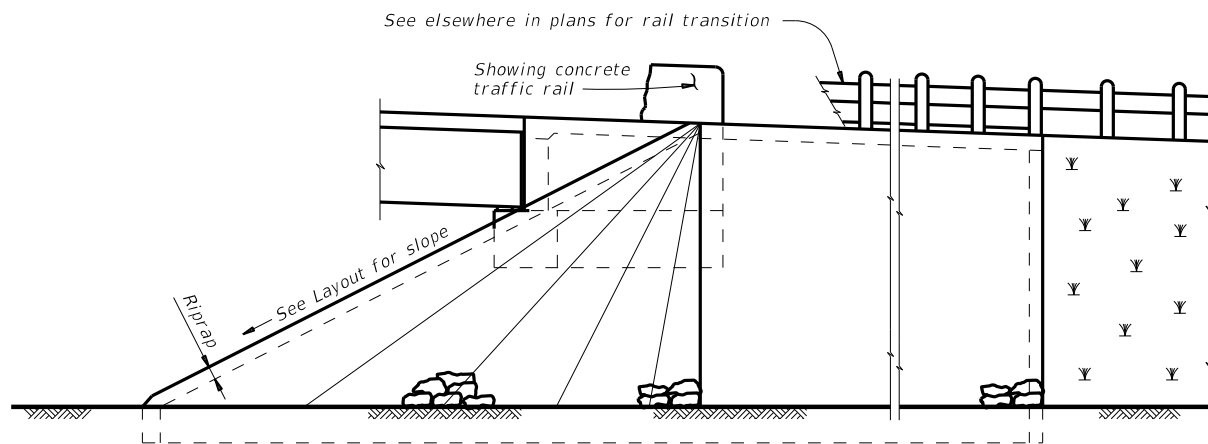 See elsewhere in plans for rail transition
Showing concrete
traffic rail
See Layout for slope
Riprap